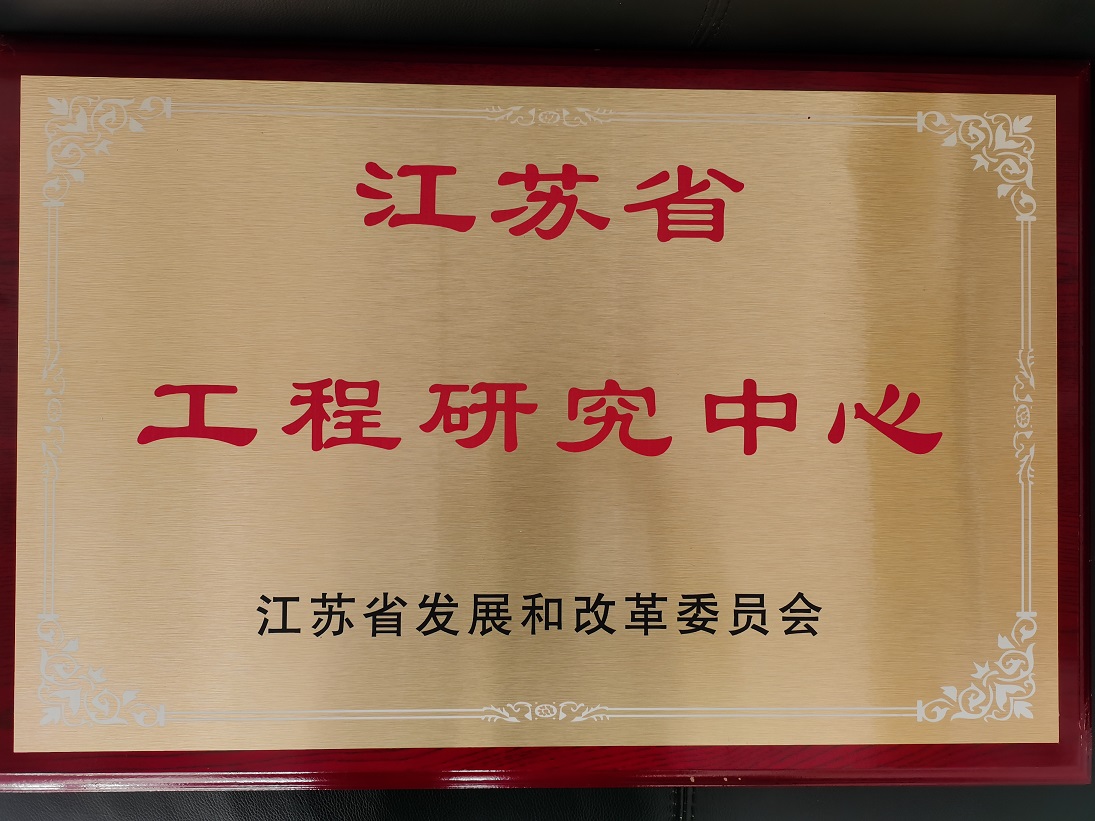 江苏省
工程研究中心
江苏省发展和改革委员会